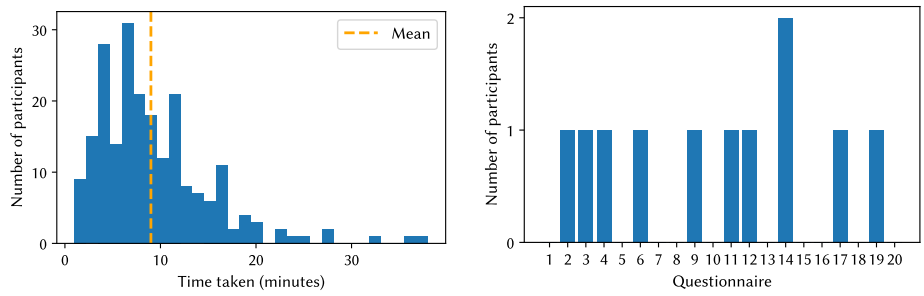 30
20
10
0
Number of participants
Mean
0 10 20 30
Time taken (minutes)
2
1
0
Number of participants
1 2 3 4 5 6 7 8 9 10 11 12 13 14 15 16 17 18 19 20
Questionnaire